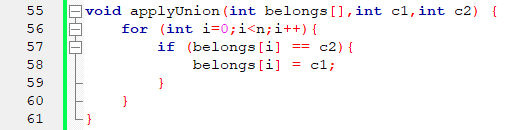 55 void applyUnion(int belongs[],int c1,int c2) {
56 for (int i=0;i<n;i++){
57 if (belongs[i] == c2){
58 belongs[i] = c1;
59 }
60 }
61 }